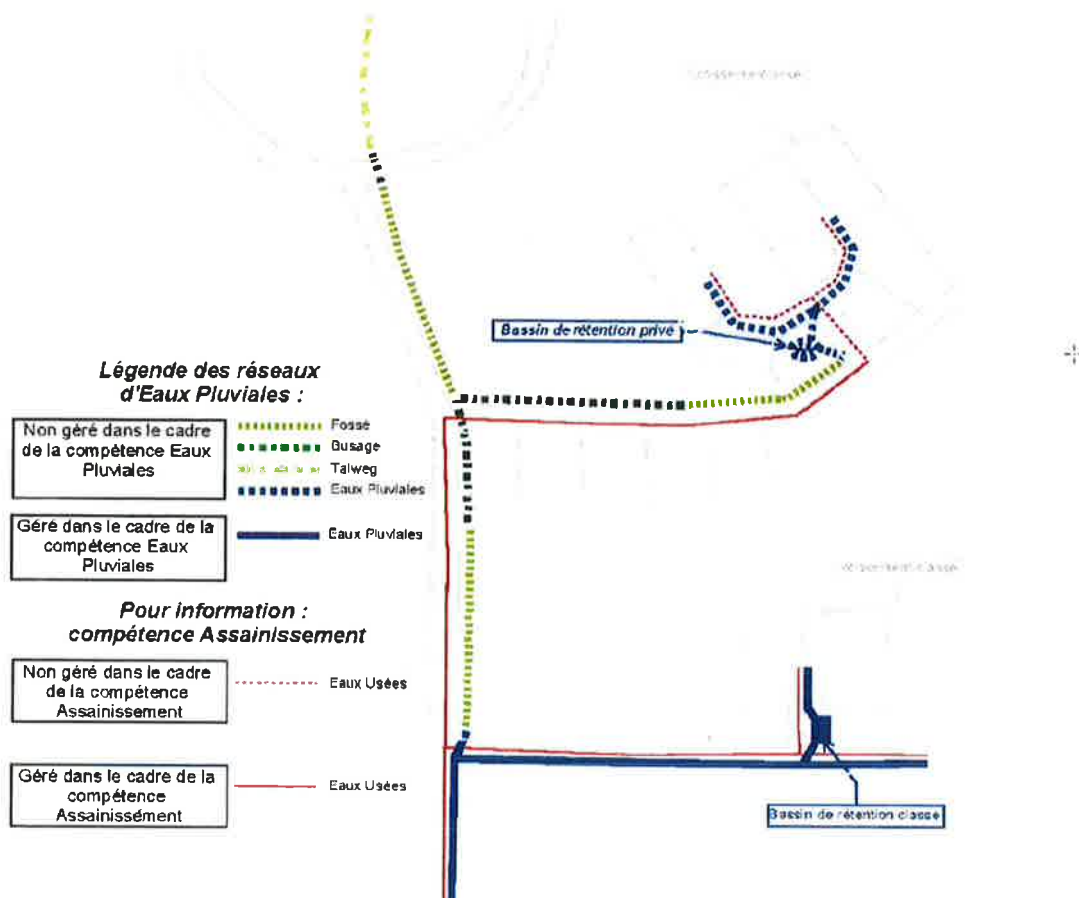 Bassin de rétention privé
Légende des réseaux
d'Eaux Pluviales :
Non géré dans le cadre
de la compétence Eaux
Pluviales
Fossé
Busage
Talweg
Eaux Pluviales
Géré dans le cadre de la
compétence Eaux
Pluviales
Eaux Pluviales
Pour information :
compétence Assainissement
Non géré dans le cadre
de la compétence
Assainissement
Eaux Usées
Géré dans le cadre de la
compétence
Assainissément
Eaux Usées
Bassin de rétention classé